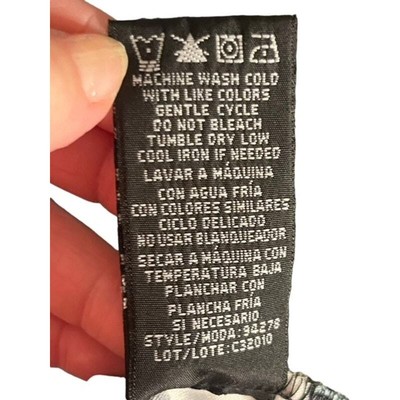 MACHINE WASH COLD
WITH LIKE COLORS
GENTLE CYCLE
DO NOT BLEACH
TUMBLE DRY LOW
COOL IRON IF NEEDED
LAVAR A MÁQUINA
CON AGUA FRÍA
CON COLORES SIMILARES
CICLO DELICADO
NO USAR BLANQUEADOR
SECAR A MÁQUINA CON
TEMPERATURA BAJA
PLANCHAR CON
PLANCHA FRÍA
SI NECESARIO
STYLE/MODA: 94278
LOT/LOTE: C32010